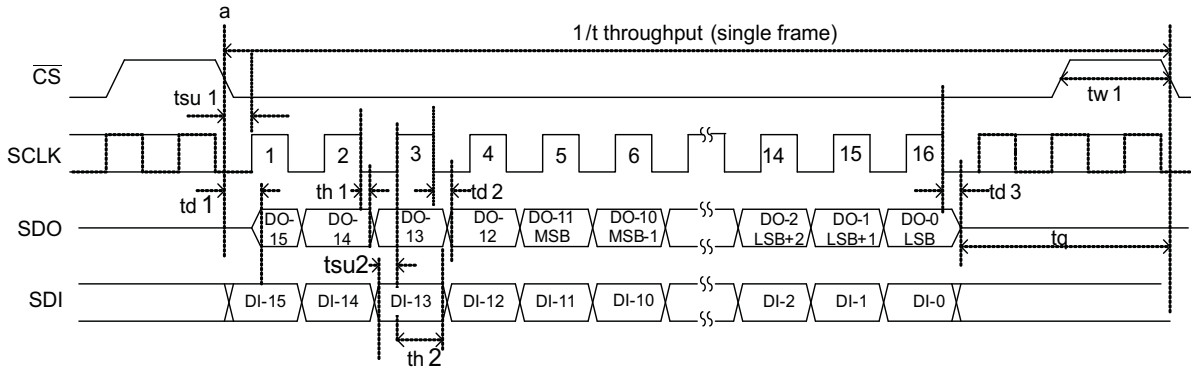 a
1/t throughput (single frame)
CS
tsu 1
tw 1
SCLK
1
2
3
4
5
6
14
15
16
td 1
th 1
td 2
td 3
SDO
DO-
15
DO-
14
DO-
13
DO-
12
DO-11
MSB
DO-10
MSB-1
DO-2
LSB+2
DO-1
LSB+1
DO-0
LSB
tq
tsu2
SDI
DI-15
DI-14
DI-13
DI-12
DI-11
DI-10
DI-2
DI-1
DI-0
th 2